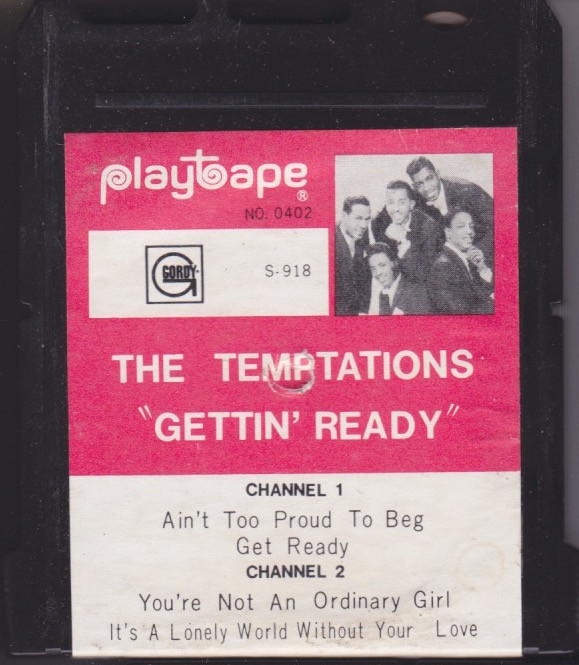 playtape®
NO. 0402
GORDY
S-918
THE TEMPTATIONS
"GETTIN' READY"
CHANNEL 1
Ain't Too Proud To Beg
Get Ready
CHANNEL 2
You're Not An Ordinary Girl
It's A Lonely World Without Your Love